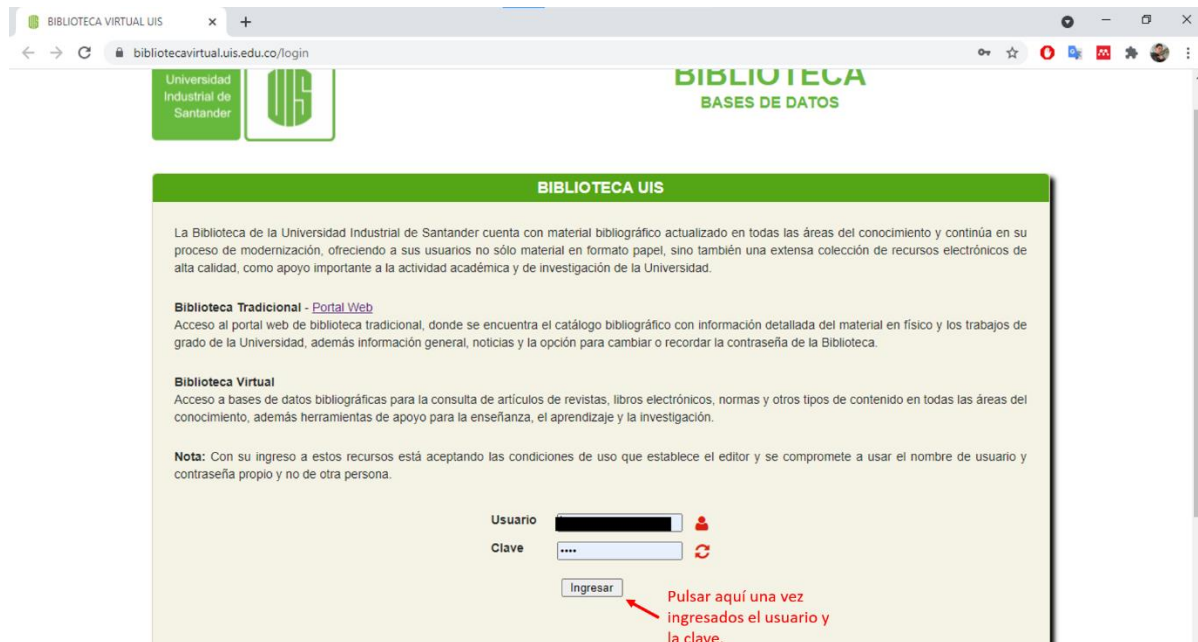 BIBLIOTECA VIRTUAL UIS
bibliotecavirtual.uis.edu.co/login
Universidad
Industrial de
Santander
UIS
BIBLIOTECA
BASES DE DATOS
BIBLIOTECA UIS
La Biblioteca de la Universidad Industrial de Santander cuenta con material bibliográfico actualizado en todas las áreas del conocimiento y continúa en su
proceso de modernización, ofreciendo a sus usuarios no sólo material en formato papel, sino también una extensa colección de recursos electrónicos de
alta calidad, como apoyo importante a la actividad académica y de investigación de la Universidad.
Biblioteca Tradicional - Portal Web
Acceso al portal web de biblioteca tradicional, donde se encuentra el catálogo bibliográfico con información detallada del material en físico y los trabajos de
grado de la Universidad, además información general, noticias y la opción para cambiar o recordar la contraseña de la Biblioteca.
Biblioteca Virtual
Acceso a bases de datos bibliográficas para la consulta de artículos de revistas, libros electrónicos, normas y otros tipos de contenido en todas las áreas del
conocimiento, además herramientas de apoyo para la enseñanza, el aprendizaje y la investigación.
Nota: Con su ingreso a estos recursos está aceptando las condiciones de uso que establece el editor y se compromete a usar el nombre de usuario y
contraseña propio y no de otra persona.
Usuario
Clave ....
Ingresar
Pulsar aquí una vez
ingresados el usuario y
la clave.